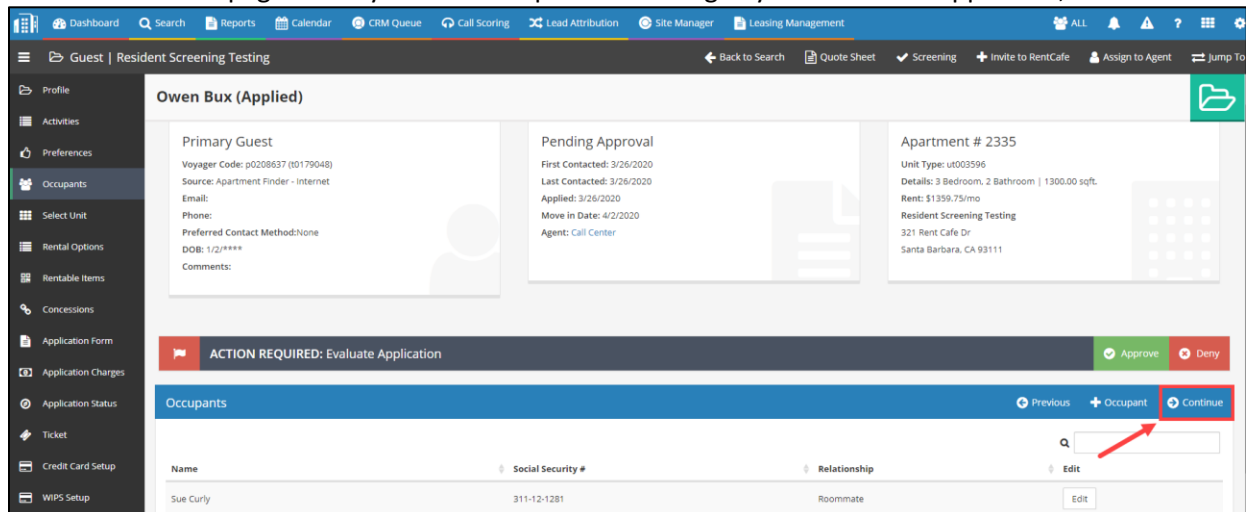 Dashboard Search Reports Calendar CRM Queue Call Scoring Lead Attribution Site Manager Leasing Management ALL ?
Guest | Resident Screening Testing Back to Search Quote Sheet Screening Invite to RentCafe Assign to Agent Jump To
Profile
Owen Bux (Applied)
Activities
Preferences
Occupants
Select Unit
Rental Options
Rentable Items
Concessions
Application Form
Application Charges
Application Status
Ticket
Credit Card Setup
WIPS Setup
Primary Guest
Voyager Code: p0208637 (t0179048)
Source: Apartment Finder - Internet
Email:
Phone:
Preferred Contact Method:None
DOB: 1/2/****
Comments:
Pending Approval
First Contacted: 3/26/2020
Last Contacted: 3/26/2020
Applied: 3/26/2020
Move in Date: 4/2/2020
Agent: Call Center
Apartment # 2335
Unit Type: ut003596
Details: 3 Bedroom, 2 Bathroom | 1300.00 sqft.
Rent: $1359.75/mo
Resident Screening Testing
321 Rent Cafe Dr
Santa Barbara, CA 93111
ACTION REQUIRED: Evaluate Application Approve Deny
Occupants Previous Occupant Continue
Name Social Security # Relationship Edit
Sue Curly 311-12-1281 Roommate Edit